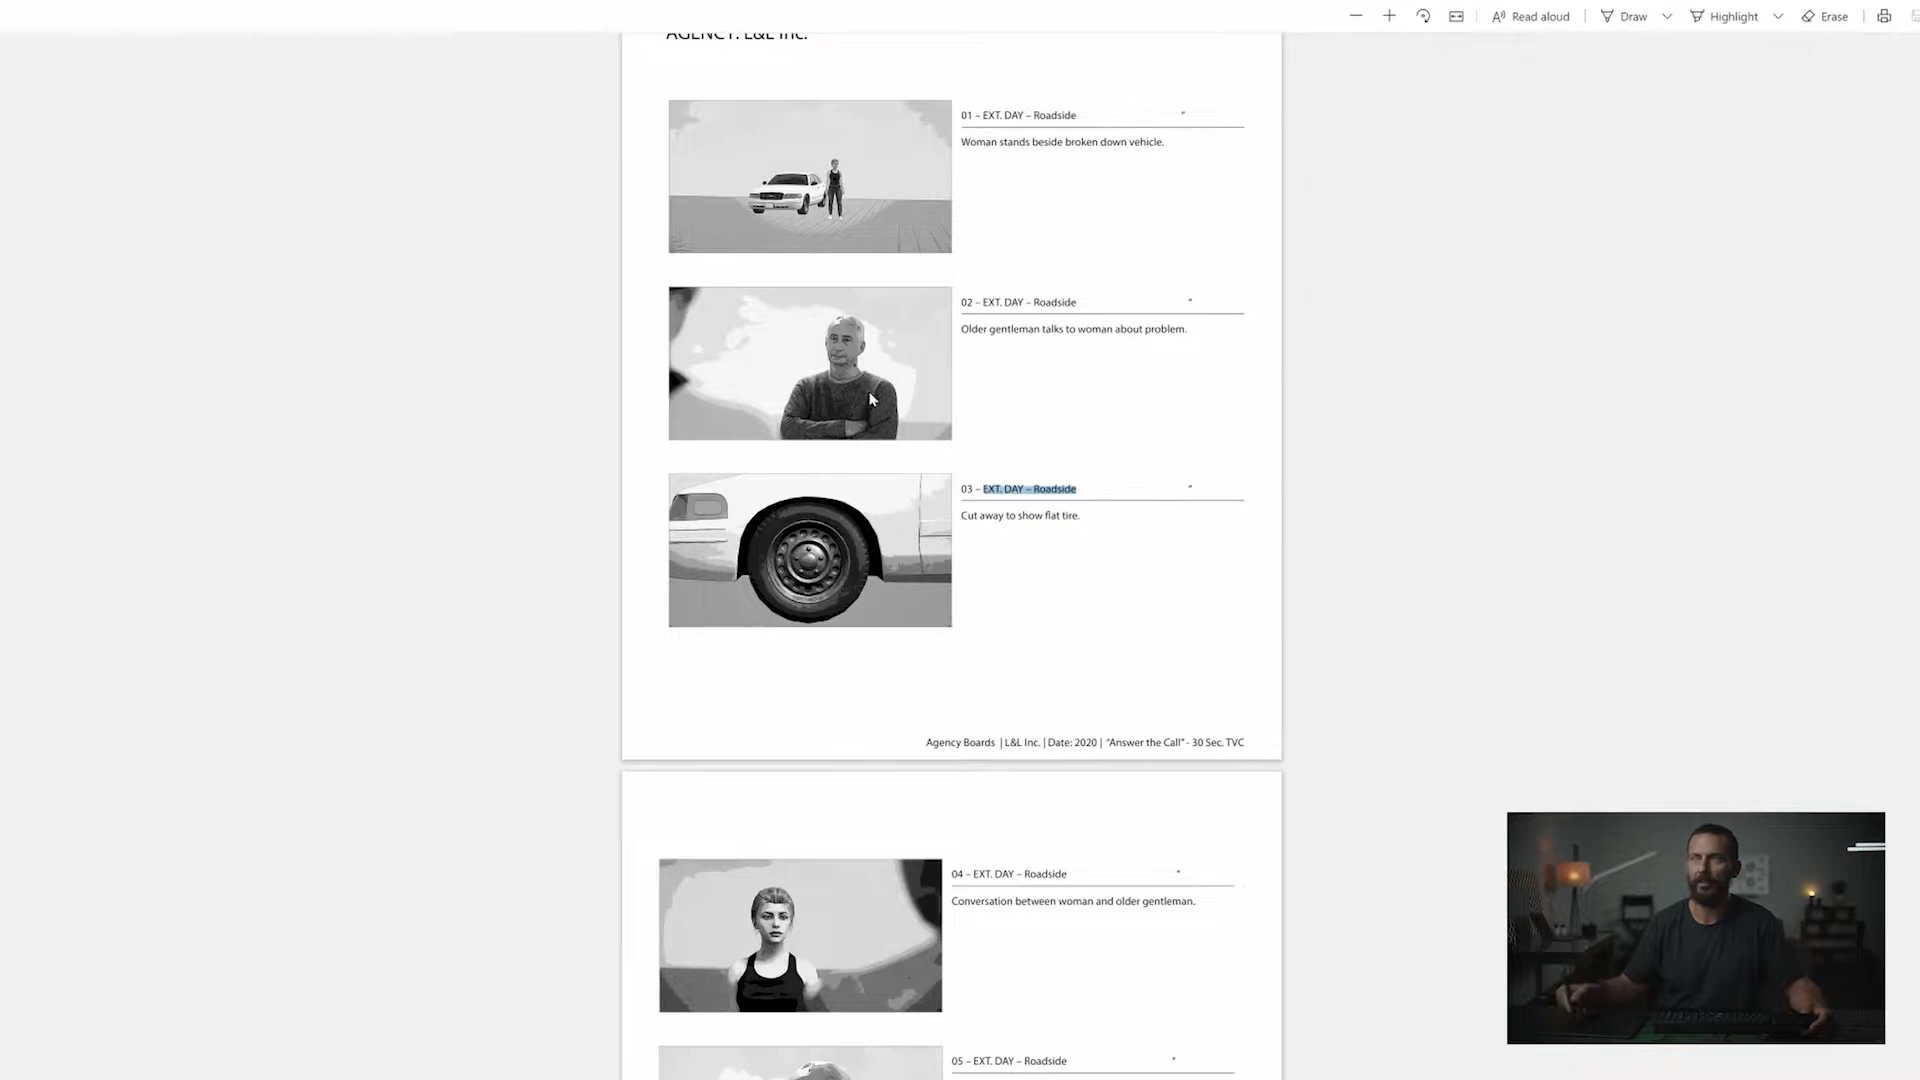 Read aloud
Draw
Highlight
Erase
AGENCY: L&L Inc.
01 – EXT. DAY – Roadside
Woman stands beside broken down vehicle.
02 – EXT. DAY – Roadside
Older gentleman talks to woman about problem.
03 – EXT. DAY – Roadside
Cut away to show flat tire.
Agency Boards | L&L Inc. | Date: 2020 | "Answer the Call" - 30 Sec. TVC
04 – EXT. DAY – Roadside
Conversation between woman and older gentleman.
05 – EXT. DAY – Roadside